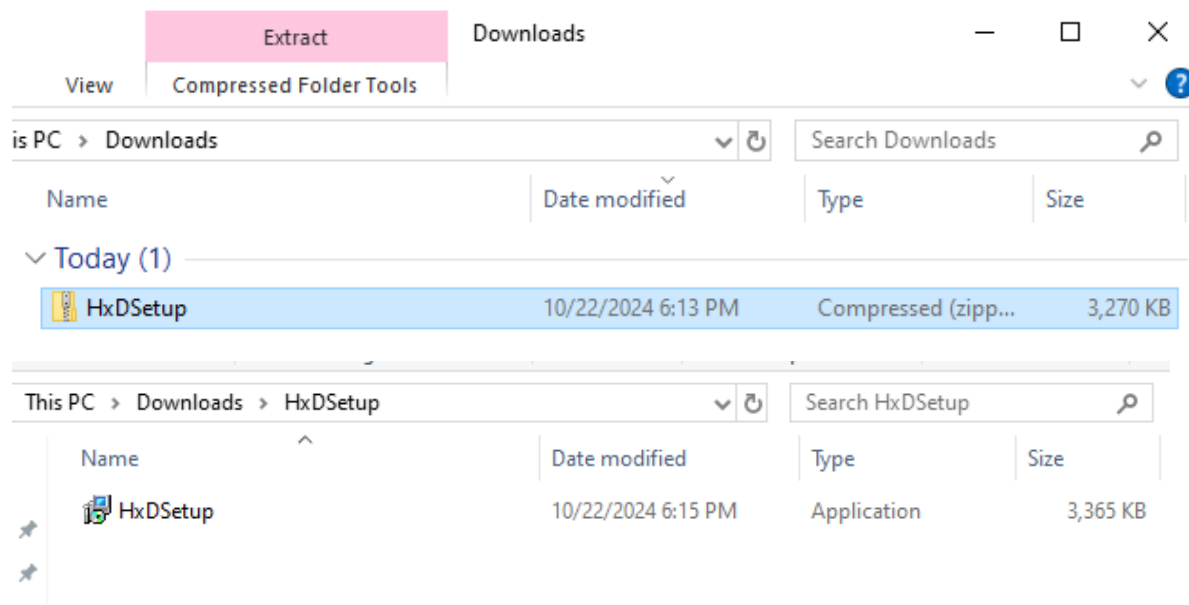 Extract Downloads
View Compressed Folder Tools ?
is PC > Downloads Search Downloads
Name Date modified Type Size
Today (1)
HxDSetup 10/22/2024 6:13 PM Compressed (zipp... 3,270 KB
This PC > Downloads > HxDSetup Search HxDSetup
Name Date modified Type Size
HxDSetup 10/22/2024 6:15 PM Application 3,365 KB